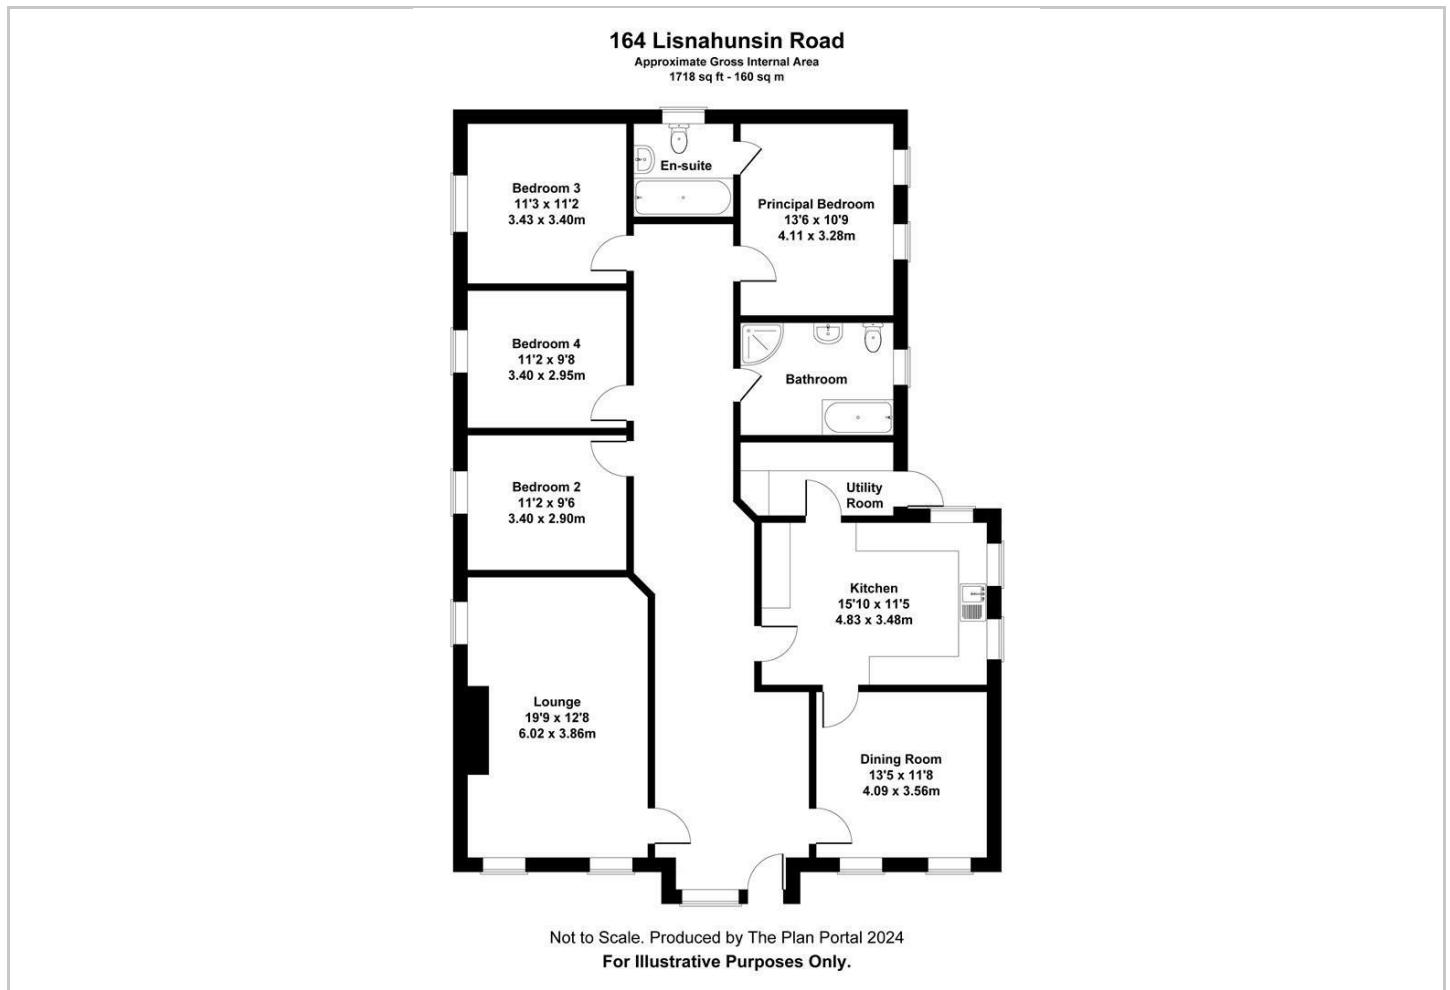 164 Lisnahunsin Road
Approximate Gross Internal Area
1718 sq ft - 160 sq m
En-suite
Bedroom 3
11'3 x 11'2
3.43 x 3.40m
Principal Bedroom
13'6 x 10'9
4.11 x 3.28m
Bedroom 4
11'2 x 9'8
3.40 x 2.95m
Bathroom
Bedroom 2
11'2 x 9'6
3.40 x 2.90m
Utility
Room
Kitchen
15'10 x 11'5
4.83 x 3.48m
Lounge
19'9 x 12'8
6.02 x 3.86m
Dining Room
13'5 x 11'8
4.09 x 3.56m
Not to Scale. Produced by The Plan Portal 2024
For Illustrative Purposes Only.